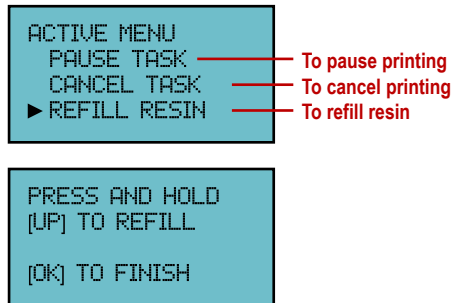 ACTIVE MENU
PAUSE TASK
To pause printing
CANCEL TASK
To cancel printing
►REFILL RESIN
To refill resin
PRESS AND HOLD
[UP] TO REFILL
[OK] TO FINISH